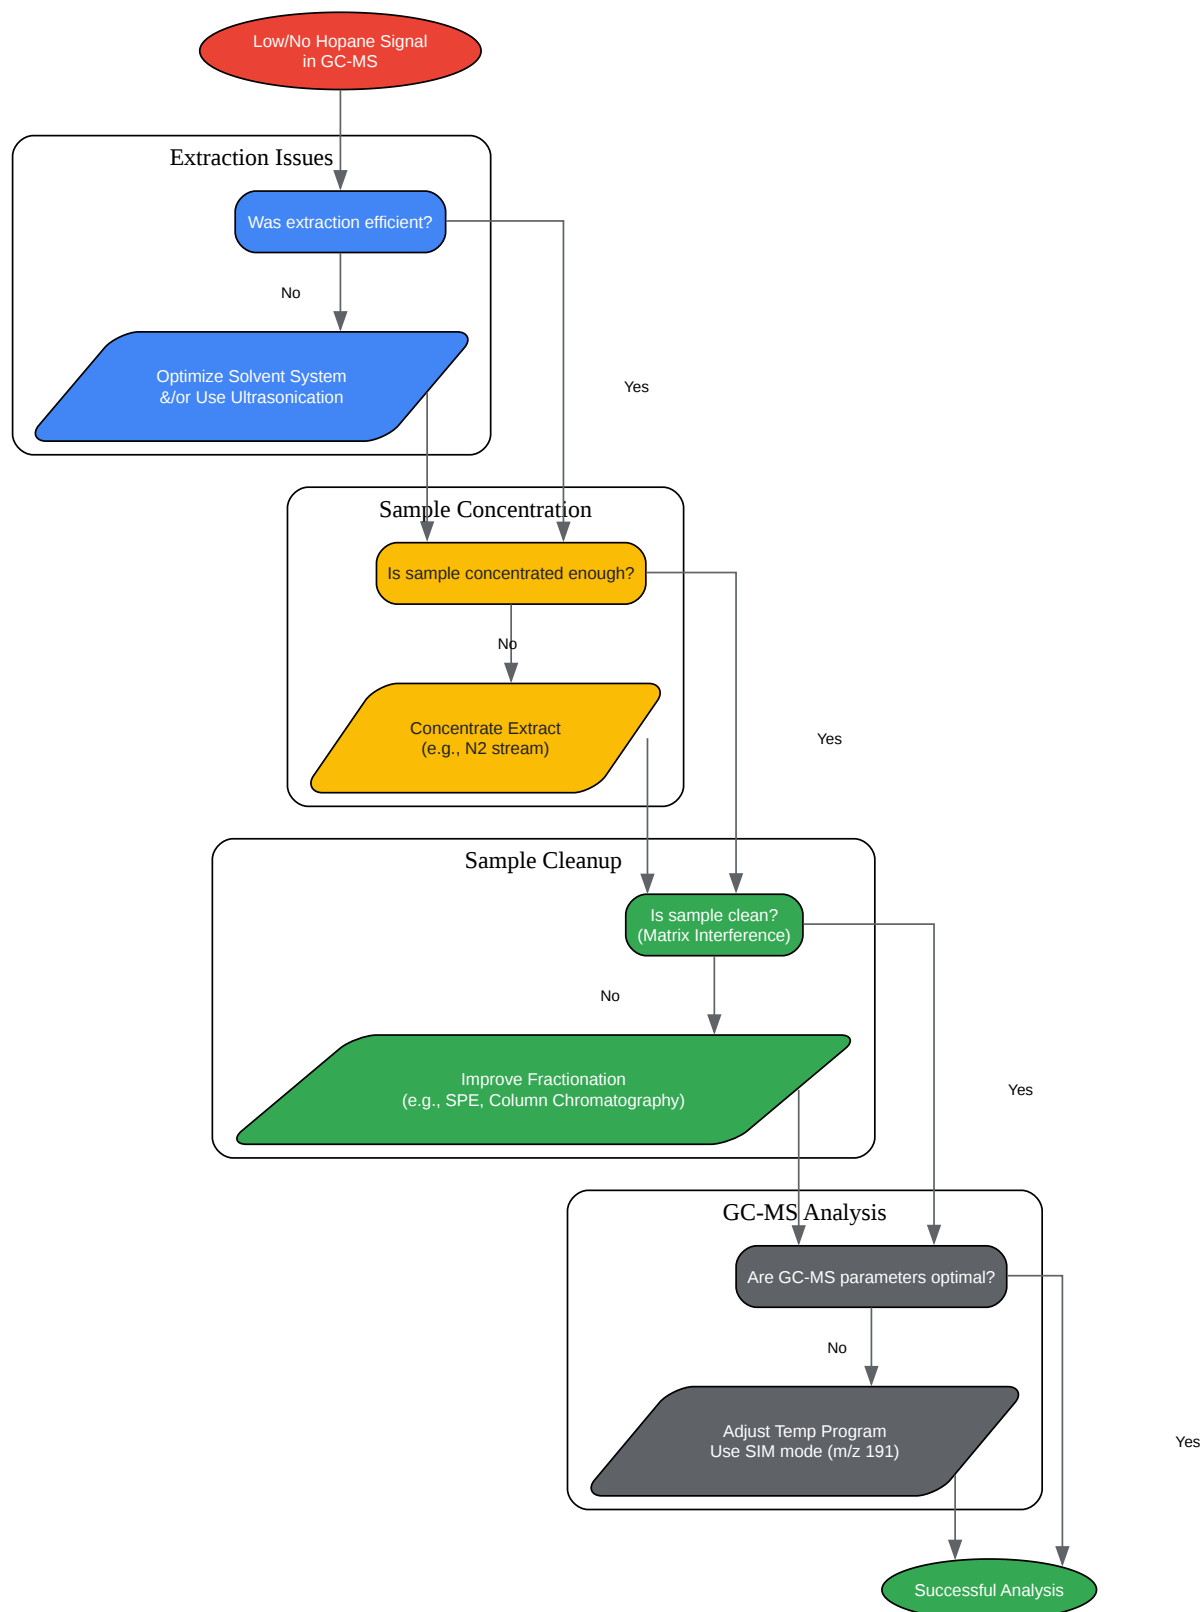 Low/No Hopane Signal
in GC-MS
Extraction Issues
Was extraction efficient?
No
Optimize Solvent System
&/or Use Ultrasonication
Yes
Sample Concentration
Is sample concentrated enough?
No
Concentrate Extract
(e.g., N2 stream)
Yes
Sample Cleanup
Is sample clean?
(Matrix Interference)
No
Improve Fractionation
(e.g., SPE, Column Chromatography)
Yes
GC-MS Analysis
Are GC-MS parameters optimal?
No
Adjust Temp Program
Use SIM mode (m/z 191)
Yes
Successful Analysis